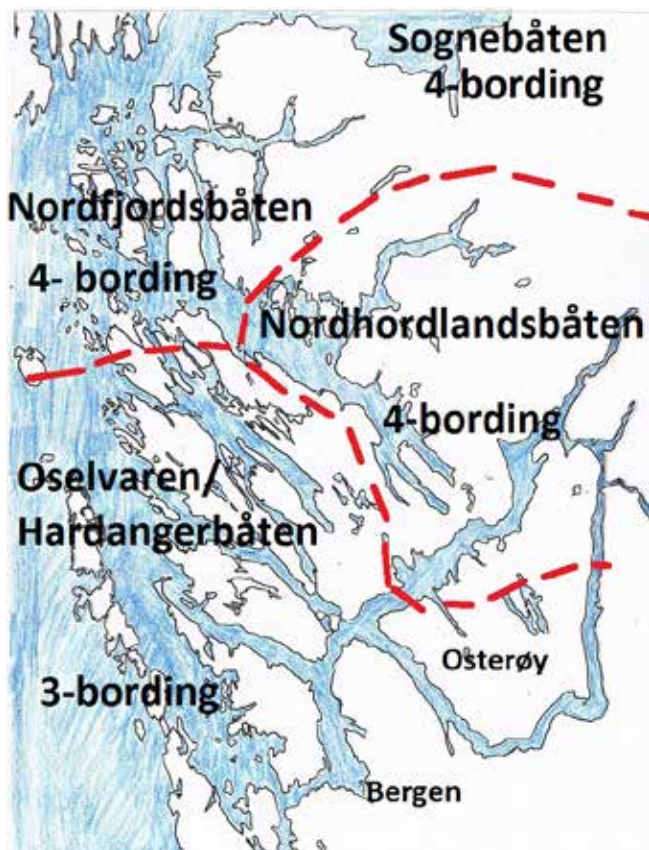 Sognebåten
4-bording
Nordfjordsbåten
4- bording
Nordhordlandsbåten
4-bording
Oselvaren/
Hardangerbåten
3-bording
Osterøy
Bergen